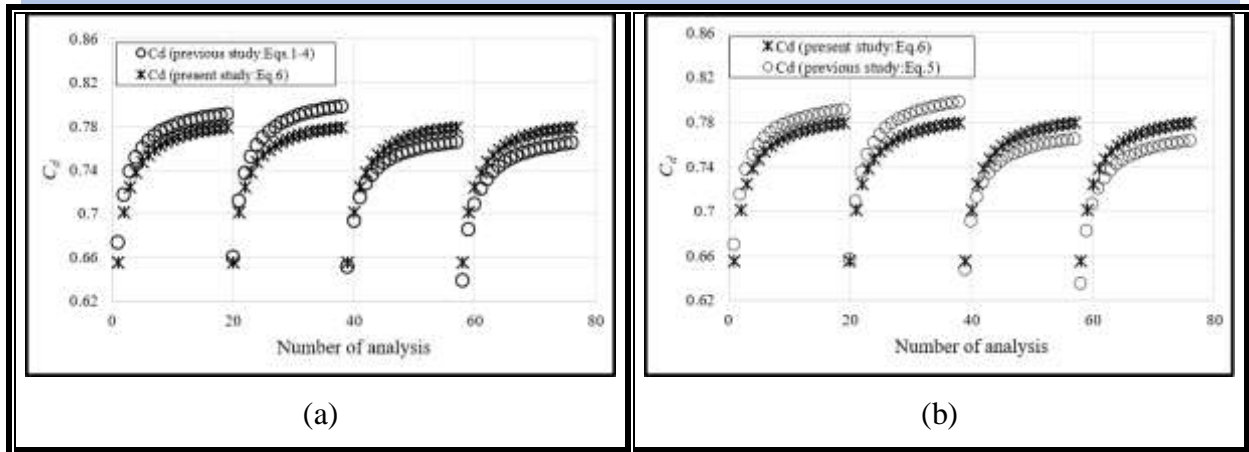 0.86
0.82
0.78
0.74
0.7
0.66
0.62
Cd
OCd (previous study:Eqs.1-4)
Cd (present study:Eq.6)
0 20 40 60 80
Number of analysis
(a)
0.86
0.82
0.78
0.74
0.7
0.66
0.62
Cd
Cd (present study:Eq.6)
Cd (previous study:Eq.5)
0 20 40 60 80
Number of analysis
(b)